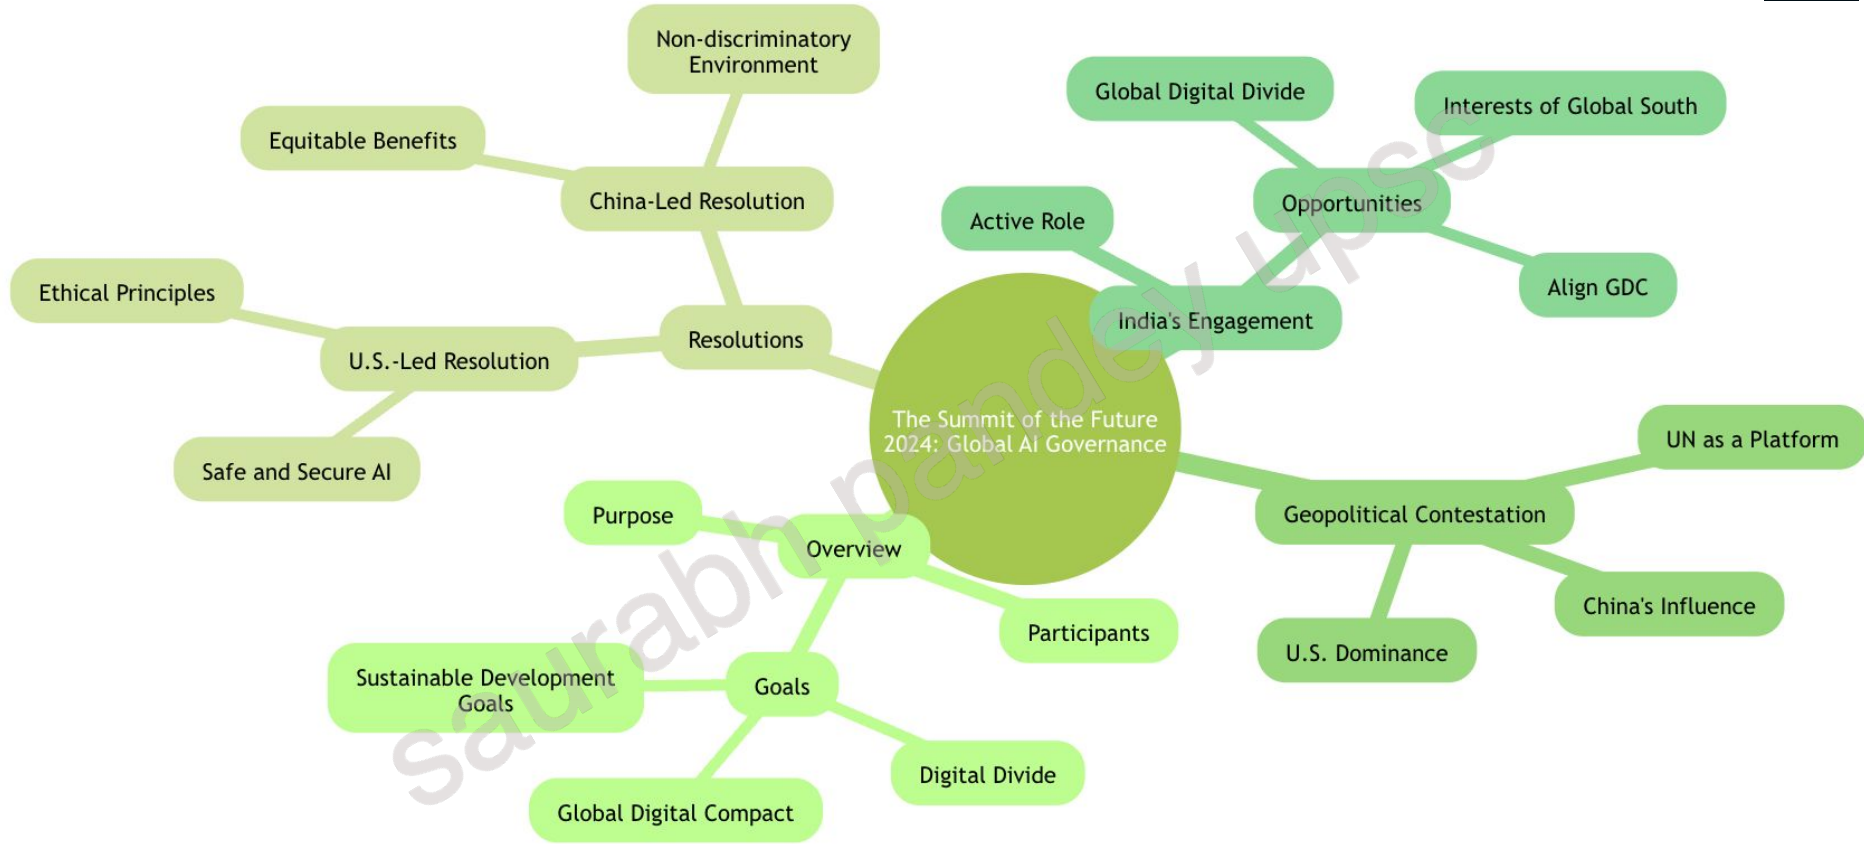 Non-discriminatory
Environment
Equitable Benefits
China-Led Resolution
Ethical Principles
U.S.-Led Resolution
Resolutions
Safe and Secure AI
Global Digital Divide
Interests of Global South
Opportunities
Active Role
Align GDC
India's Engagement
The Summit of the Future
2024: Global AI Governance
UN as a Platform
Geopolitical Contestation
China's Influence
U.S. Dominance
Purpose
Overview
Participants
Sustainable Development
Goals
Goals
Digital Divide
Global Digital Compact
saurabh pandey upsc